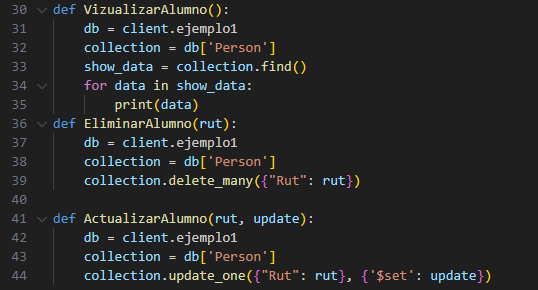 30 def VizualizarAlumno():
31     db = client.ejemplo1
32     collection = db['Person']
33     show_data = collection.find()
34     for data in show_data:
35         print(data)
36 def EliminarAlumno(rut):
37     db = client.ejemplo1
38     collection = db['Person']
39     collection.delete_many({"Rut": rut})
40
41 def ActualizarAlumno(rut, update):
42     db = client.ejemplo1
43     collection = db['Person']
44     collection.update_one({"Rut": rut}, {'$set': update})